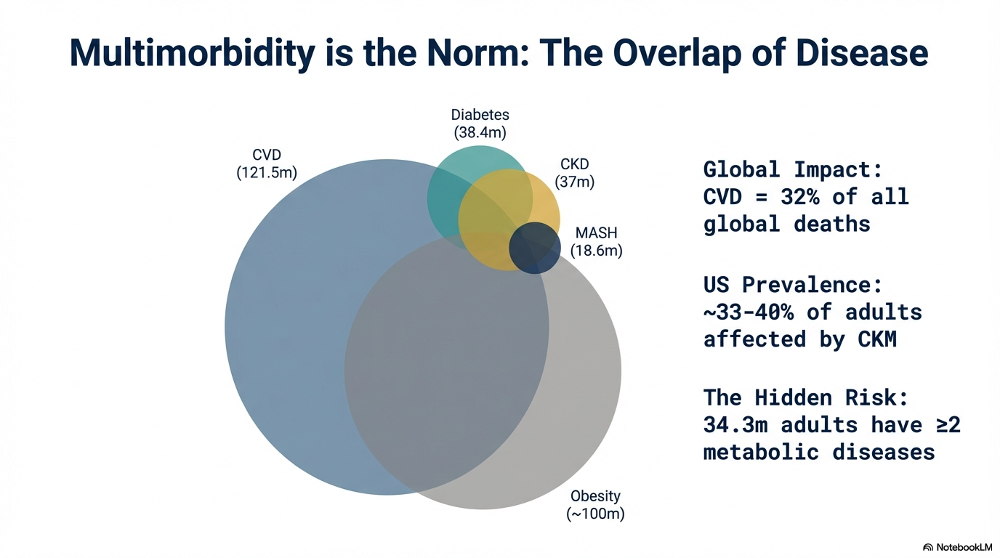 Multimorbidity is the Norm: The Overlap of Disease
Diabetes
(38.4m)
CVD
(121.5m)
CKD
(37m)
MASH
(18.6m)
Obesity
(~100m)
Global Impact:
CVD = 32% of all
global deaths
US Prevalence:
~33-40% of adults
affected by CKM
The Hidden Risk:
34.3m adults have ≥2
metabolic diseases
NotebookLM